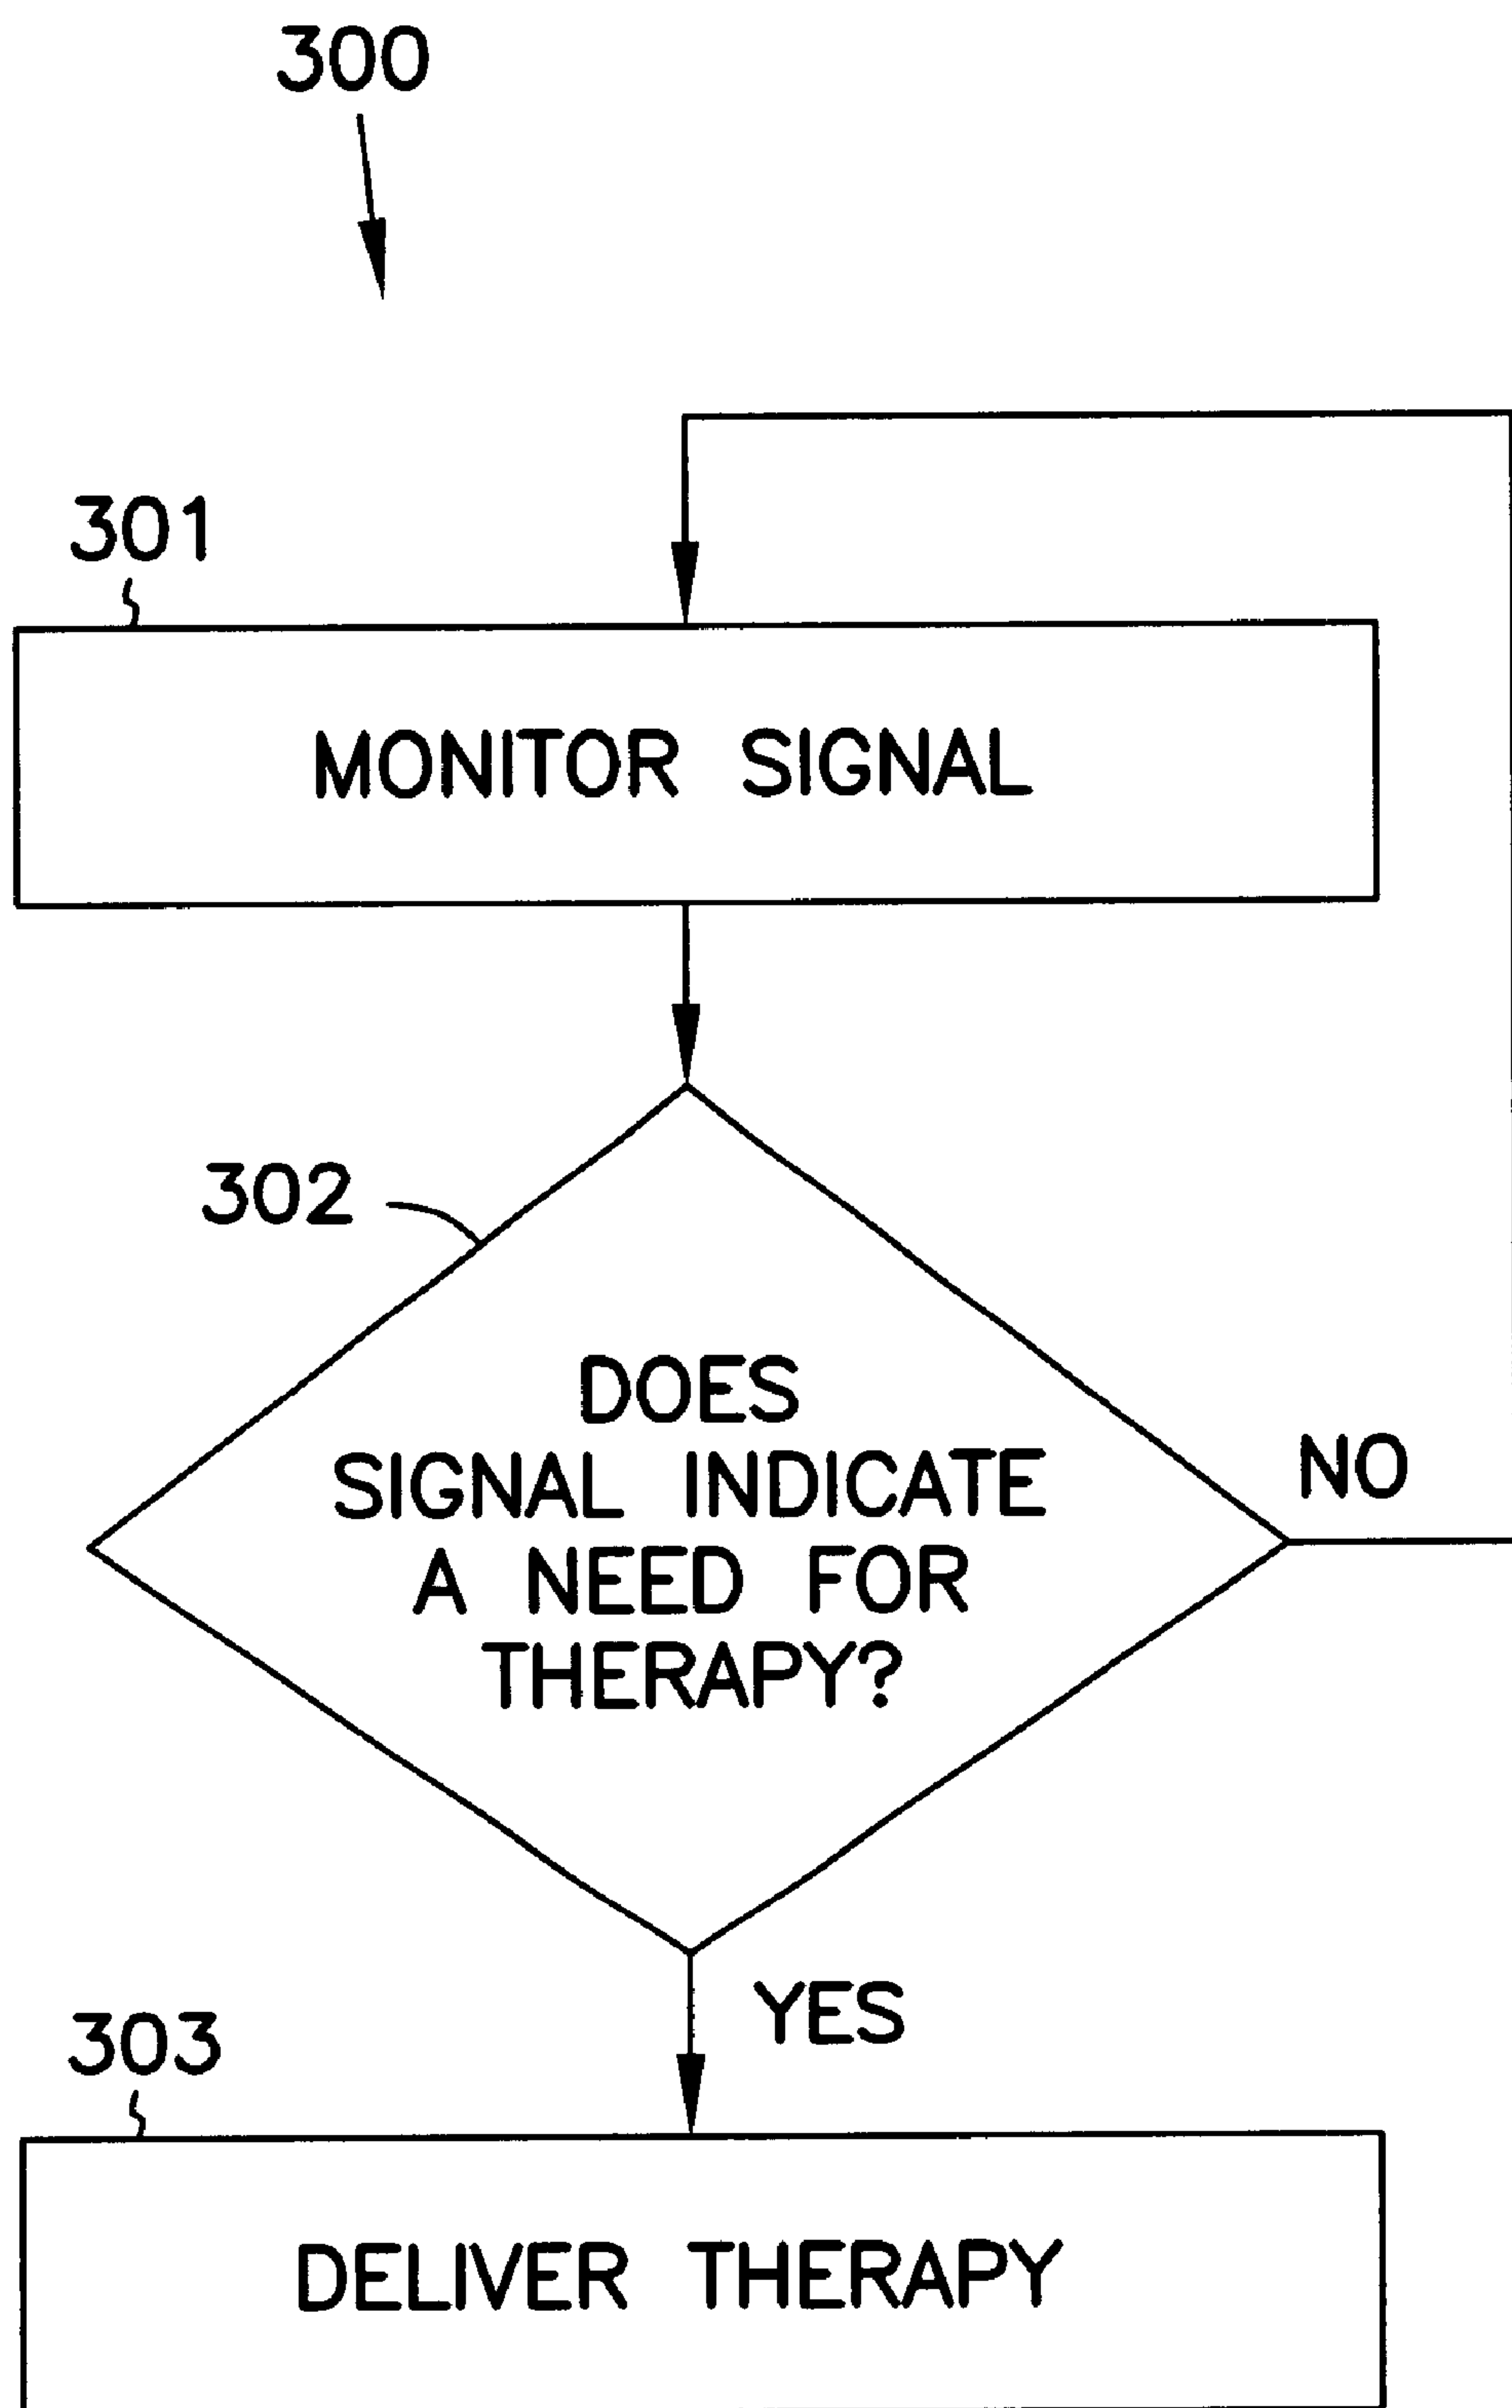 300
301
MONITOR SIGNAL
302
DOES
SIGNAL INDICATE
A NEED FOR
THERAPY?
NO
YES
303
DELIVER THERAPY